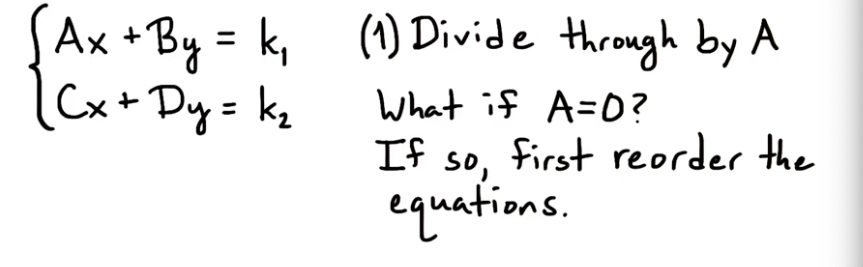 Ax + By = k₁ (1) Divide through by A
Cx + Dy = k₂ What if A=0?
If so, first reorder the
equations.